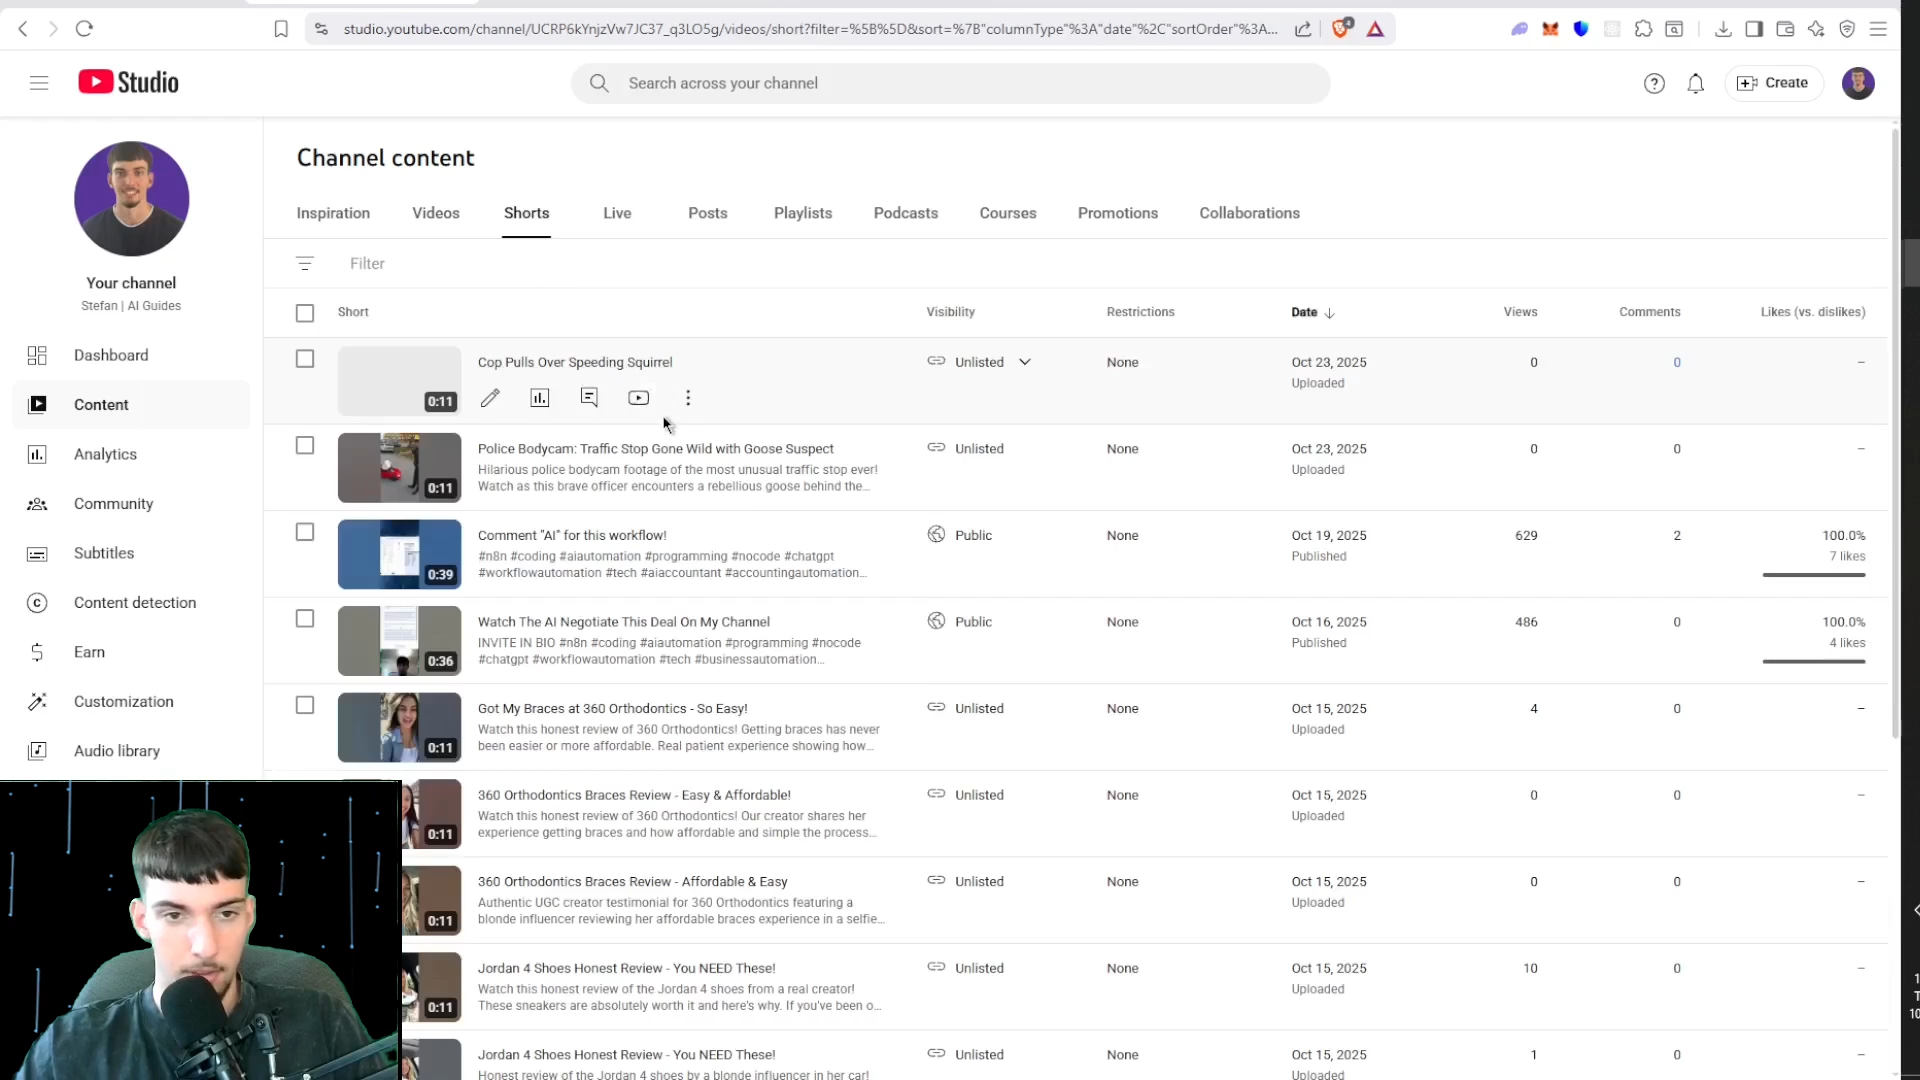 studio.youtube.com/channel/UCRP6kYnjzVw7JC37_q3LO5g/videos/short?filter=%5B%5D&sort=%7B"columnType"%3A"date"%2C"sortOrder"%3A...
4
Studio
Search across your channel
Create
Your channel
Stefan | AI Guides
Dashboard
Content
Analytics
Community
Subtitles
Content detection
Earn
Customization
Audio library
Channel content
Inspiration Videos Shorts Live Posts Playlists Podcasts Courses Promotions Collaborations
Filter
Short Visibility Restrictions Date Views Comments Likes (vs. dislikes)
0:11 Cop Pulls Over Speeding Squirrel Unlisted None Oct 23, 2025 0 0 –
Uploaded
0:11 Police Bodycam: Traffic Stop Gone Wild with Goose Suspect Unlisted None Oct 23, 2025 0 0 –
Hilarious police bodycam footage of the most unusual traffic stop ever! Uploaded
Watch as this brave officer encounters a rebellious goose behind the...
0:39 Comment "AI" for this workflow! Public None Oct 19, 2025 629 2 100.0%
#n8n #coding #aiautomation #programming #nocode #chatgpt Published 7 likes
#workflowautomation #tech #aiaccountant #accountingautomation...
0:36 Watch The AI Negotiate This Deal On My Channel Public None Oct 16, 2025 486 0 100.0%
INVITE IN BIO #n8n #coding #aiautomation #programming #nocode Published 4 likes
#chatgpt #workflowautomation #tech #businessautomation...
0:11 Got My Braces at 360 Orthodontics - So Easy! Unlisted None Oct 15, 2025 4 0 –
Watch this honest review of 360 Orthodontics! Getting braces has never Uploaded
been easier or more affordable. Real patient experience showing how...
0:11 360 Orthodontics Braces Review - Easy & Affordable! Unlisted None Oct 15, 2025 0 0 –
Watch this honest review of 360 Orthodontics! Our creator shares her Uploaded
experience getting braces and how affordable and simple the process...
0:11 360 Orthodontics Braces Review - Affordable & Easy Unlisted None Oct 15, 2025 0 0 –
Authentic UGC creator testimonial for 360 Orthodontics featuring a Uploaded
blonde influencer reviewing her affordable braces experience in a selfie...
0:11 Jordan 4 Shoes Honest Review - You NEED These! Unlisted None Oct 15, 2025 10 0 –
Watch this honest review of the Jordan 4 shoes from a real creator! Uploaded
These sneakers are absolutely worth it and here's why. If you've been o...
Jordan 4 Shoes Honest Review - You NEED These! Unlisted None Oct 15, 2025 1 0 –
Honest review of the Jordan 4 shoes by a blonde influencer in her car! Uploaded